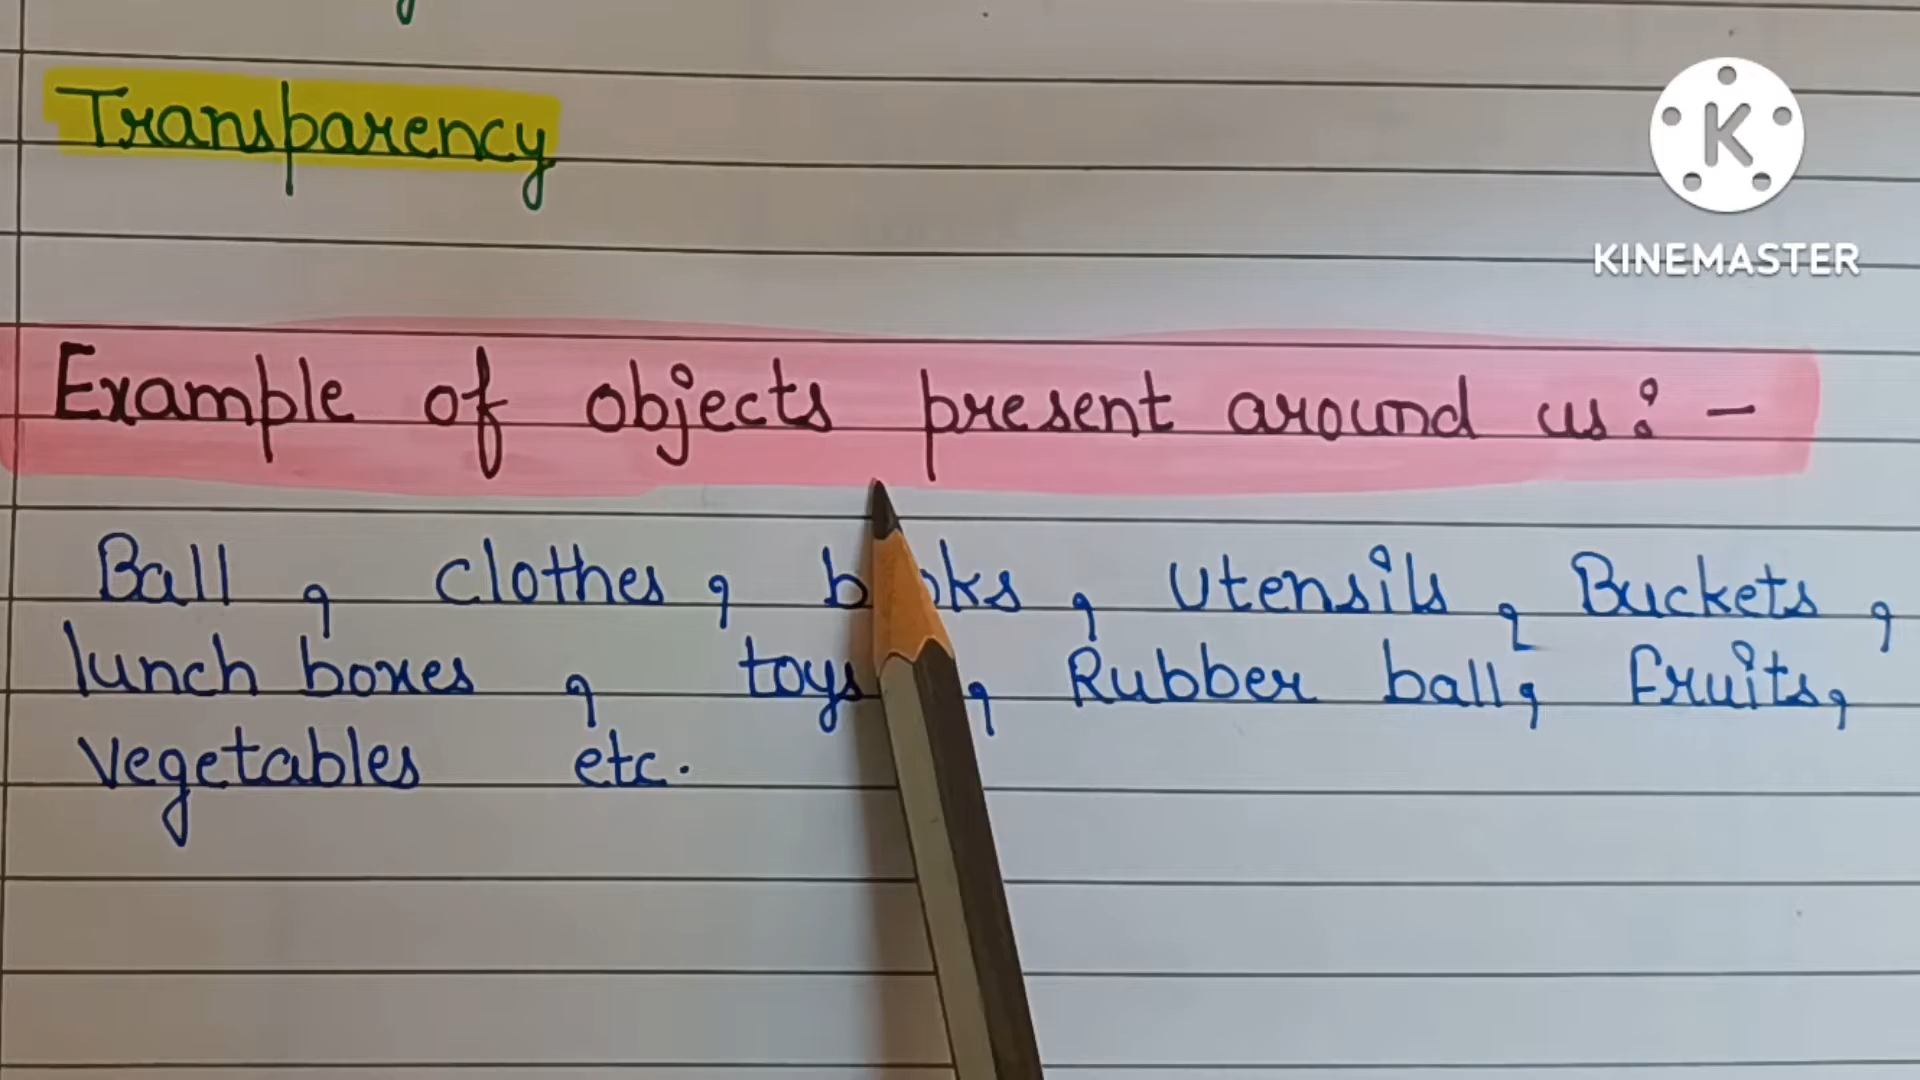 Transparency
K
KINEMASTER
Example of objects present around us:-
Ball, clothes, utensils, Buckets,
lunch boxes, toys, Rubber ball, fruits,
vegetables etc.